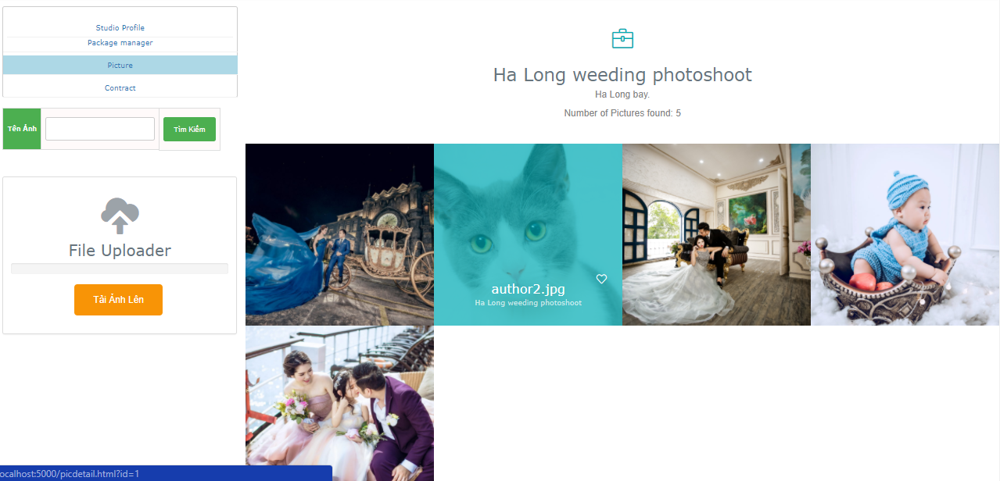 Studio Profile
Package manager
Picture
Contract
Tên Ảnh
Tìm Kiếm
File Uploader
Tải Ảnh Lên
Ha Long weeding photoshoot
Ha Long bay.
Number of Pictures found: 5
author2.jpg
Ha Long weeding photoshoot
ocalhost:5000/picdetail.html?id=1